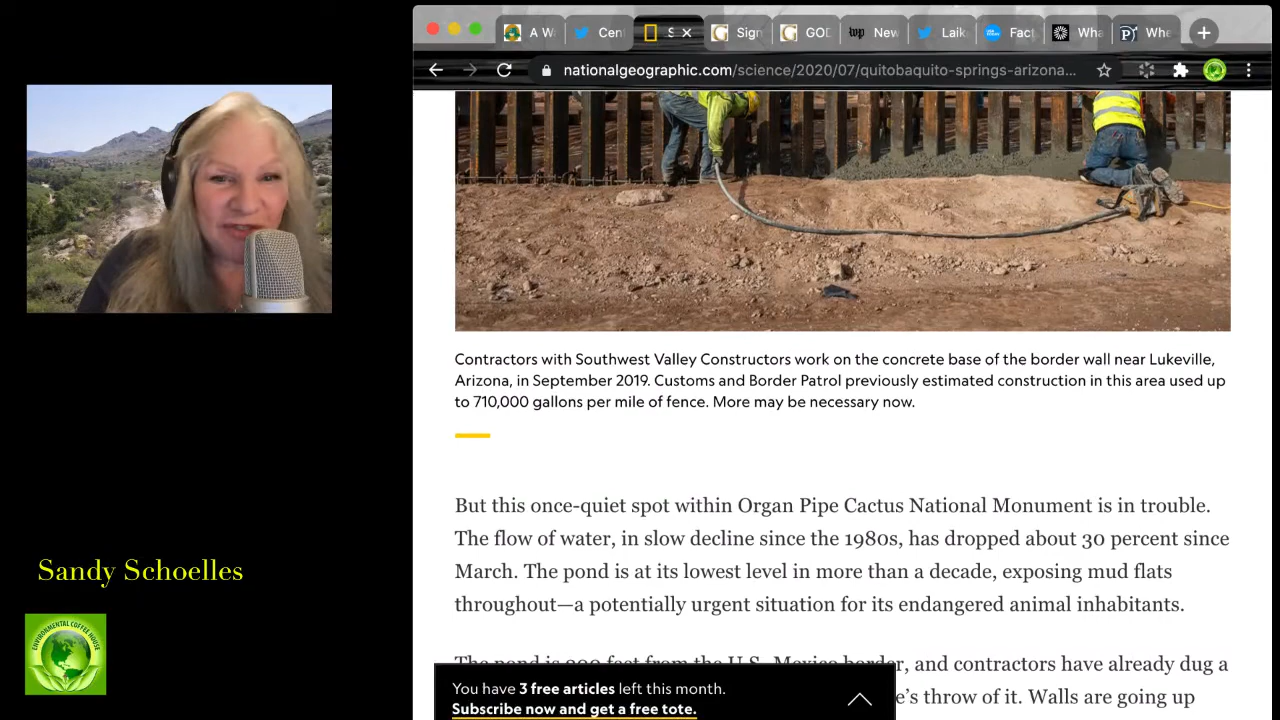 A W
Cen
S
Sign
GOD
New
Laik
Fact
Wha
Whe
nationalgeographic.com/science/2020/07/quitobaquito-springs-arizona...
Contractors with Southwest Valley Constructors work on the concrete base of the border wall near Lukeville,
Arizona, in September 2019. Customs and Border Patrol previously estimated construction in this area used up
to 710,000 gallons per mile of fence. More may be necessary now.
But this once-quiet spot within Organ Pipe Cactus National Monument is in trouble.
The flow of water, in slow decline since the 1980s, has dropped about 30 percent since
March. The pond is at its lowest level in more than a decade, exposing mud flats
throughout—a potentially urgent situation for its endangered animal inhabitants.
The pond is 200 feet from the U.S.-Mexico border, and contractors have already dug a
e's throw of it. Walls are going up
You have 3 free articles left this month.
Subscribe now and get a free tote.
Sandy Schoelles
ENVIRONMENTAL COFFEE HOUSE